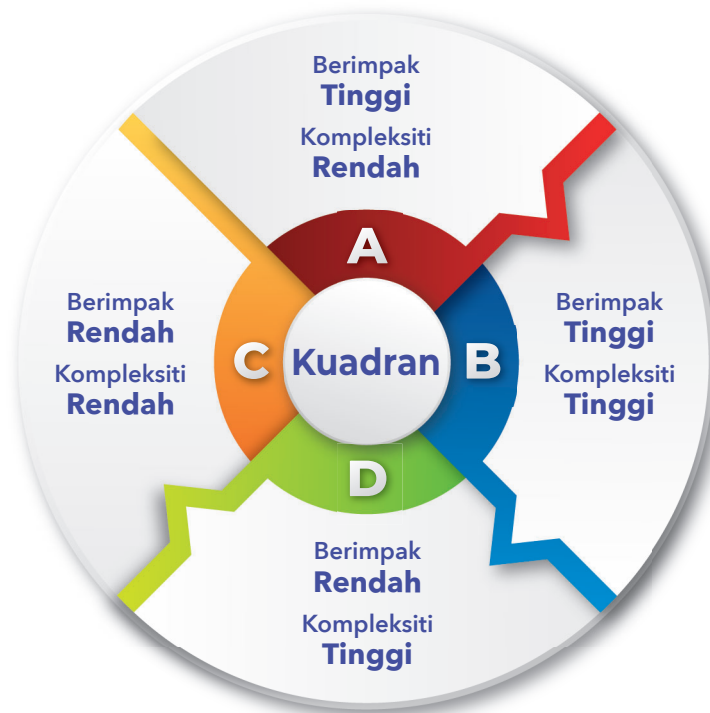 Berimpak
Tinggi
Kompleksiti
Rendah
A
Berimpak
Rendah
Kompleksiti
Rendah
C
Kuadran
B
Berimpak
Tinggi
Kompleksiti
Tinggi
D
Berimpak
Rendah
Kompleksiti
Tinggi